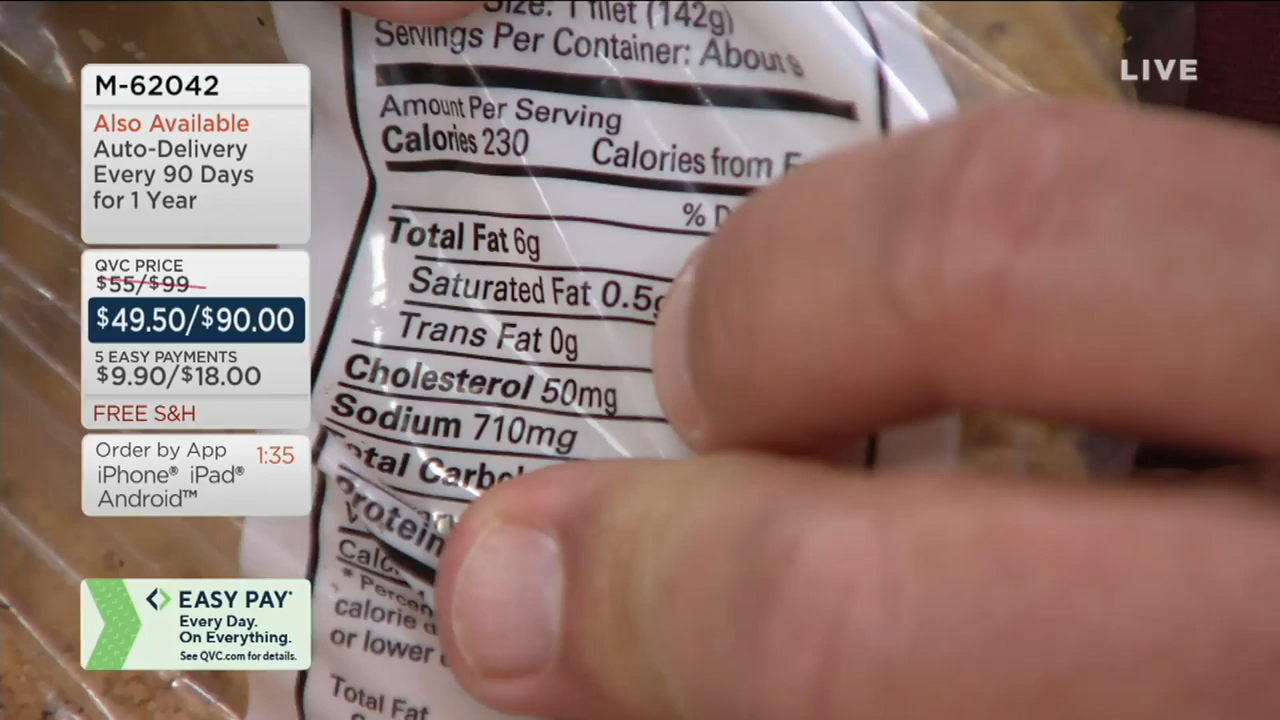 M-62042
Also Available
Auto-Delivery
Every 90 Days
for 1 Year
QVC PRICE
$55/$99
$49.50/$90.00
5 EASY PAYMENTS
$9.90/$18.00
FREE S&H
Order by App 1:35
iPhone® iPad®
Android™
EASY PAY*
Every Day.
On Everything.
See QVC.com for details.
LIVE
Size: 1 fillet (142g)
Servings Per Container: About
Amount Per Serving
Calories 230 Calories from
%
Total Fat 6g
Saturated Fat 0.5g
Trans Fat 0g
Cholesterol 50mg
Sodium 710mg
Protein
calorie
or lower
Total Fat